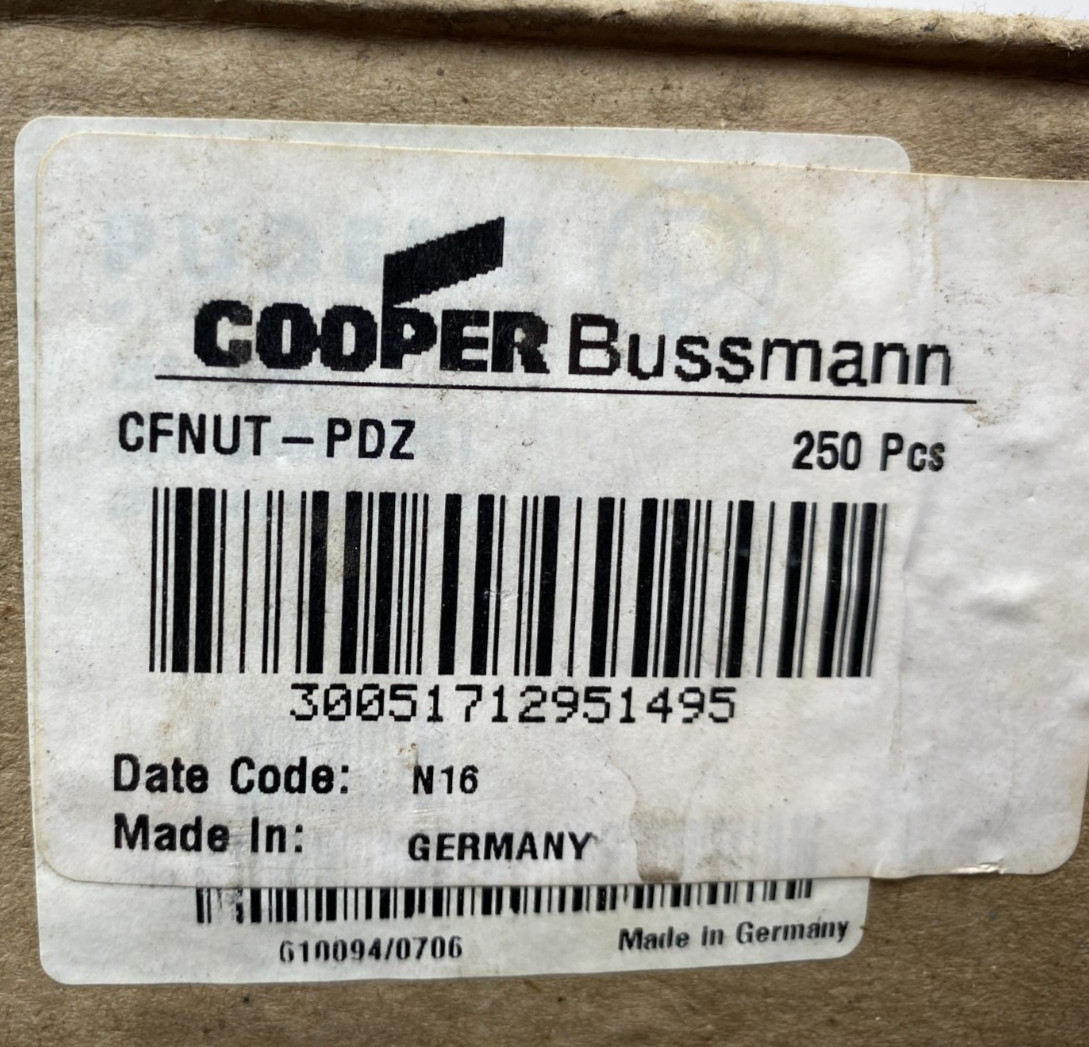 COOPER Bussmann
CFNUT-PDZ 250 Pcs
30051712951495
Date Code: N16
Made In: GERMANY
610094/0706 Made in Germany